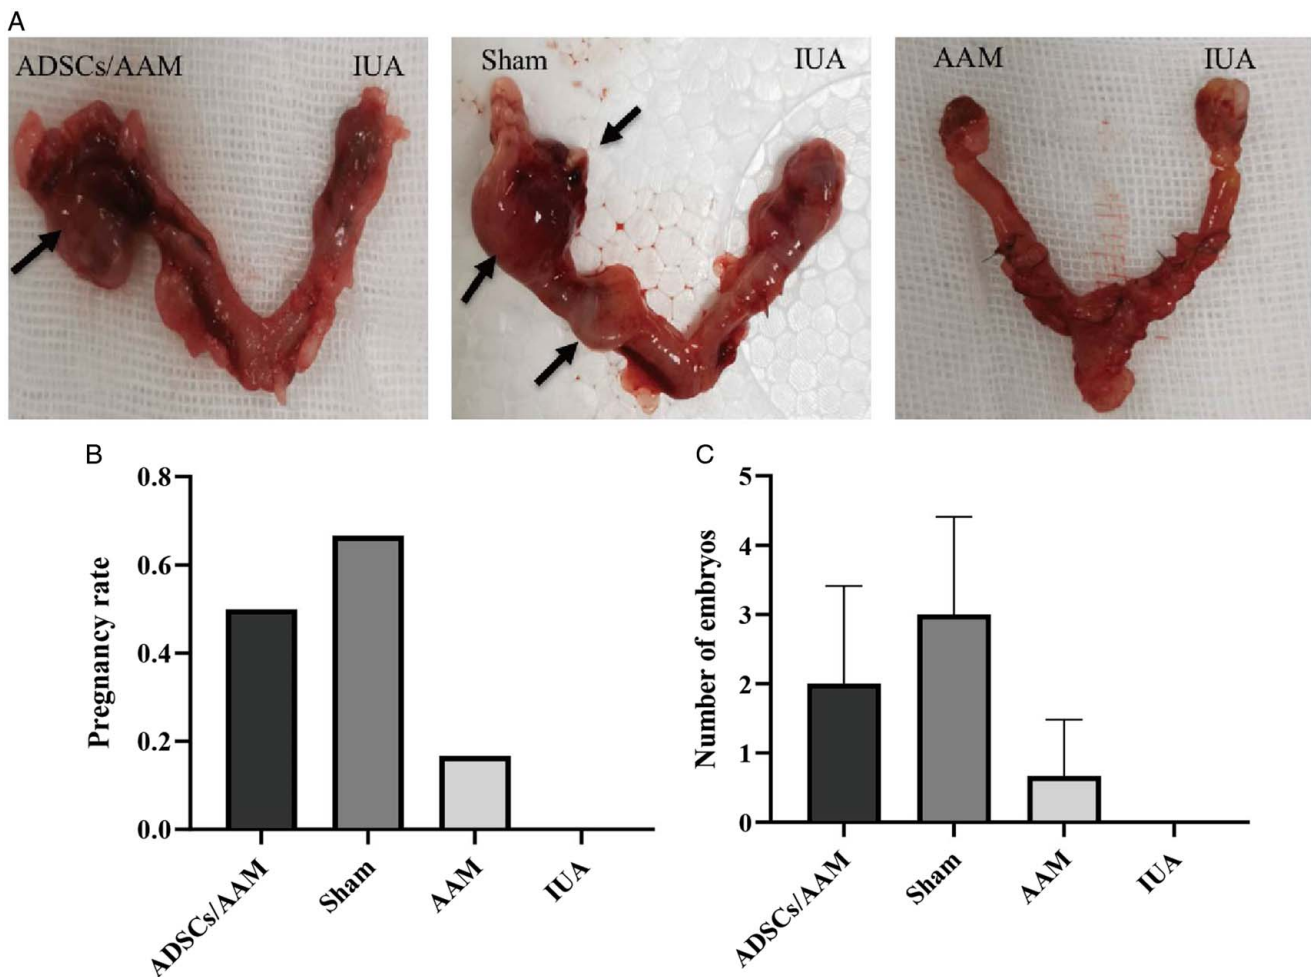 A
ADSCs/AAM IUA
Sham IUA
AAM IUA
B
Pregnancy rate
0.8
0.6
0.4
0.2
0.0
ADSCs/AAM
Sham
AAM
IUA
C
Number of embryos
5
4
3
2
1
0
ADSCs/AAM
Sham
AAM
IUA